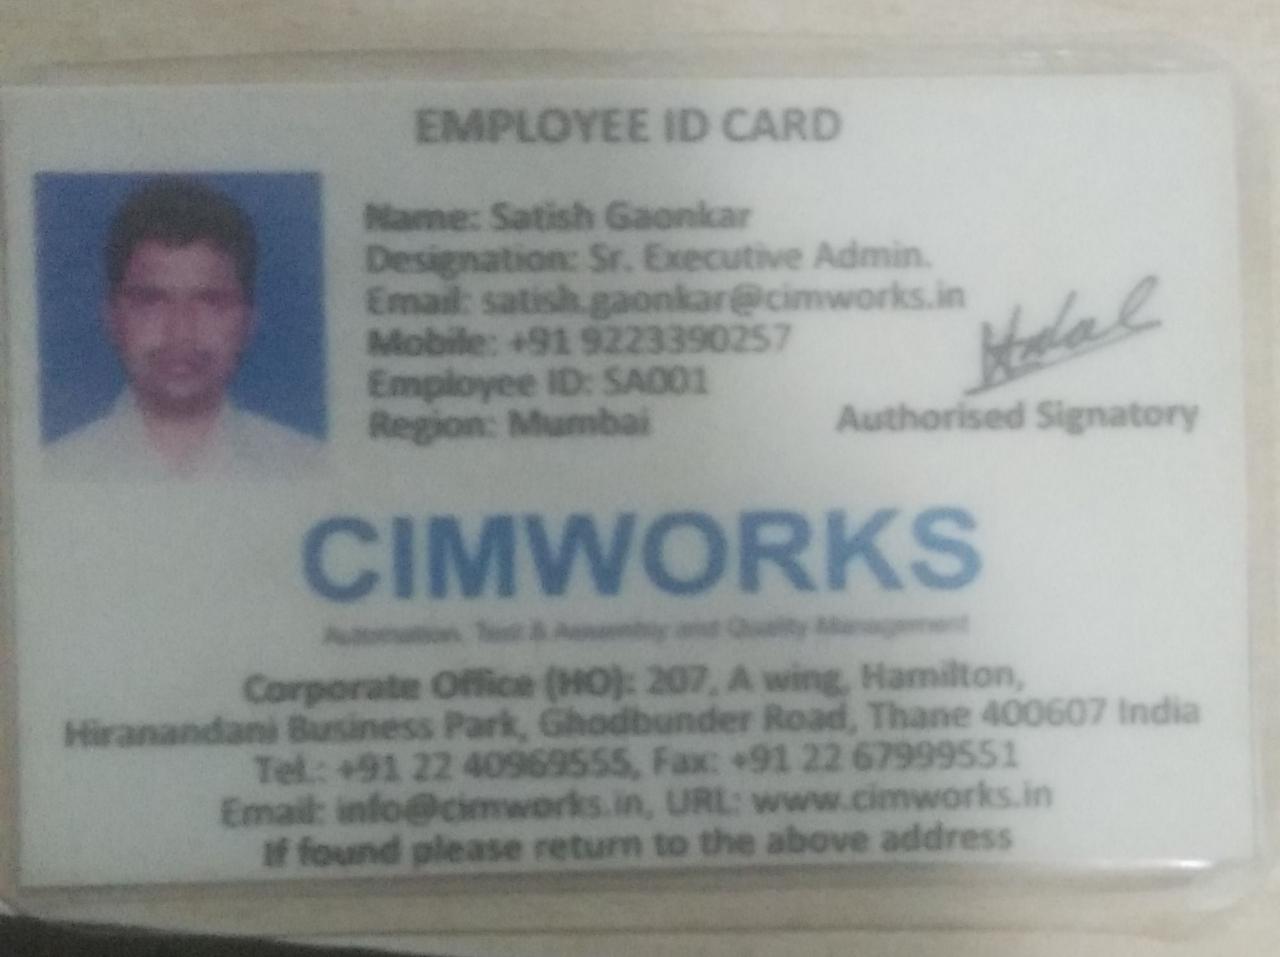 EMPLOYEE ID CARD
Name: Satish Gaonkar
Designation: Sr. Executive Admin.
Email: satish.gaonkar@cimworks.in
Mobile: +91 9223390257
Employee ID: SA001
Region: Mumbai
Authorised Signatory
CIMWORKS
Automation, Test & Assembly and Quality Management
Corporate Office (HO): 207, A wing, Hamilton,
Hiranandani Business Park, Ghodbunder Road, Thane 400607 India
Tel.: +91 22 40969555, Fax: +91 22 67999551
Email: info@cimworks.in, URL: www.cimworks.in
If found please return to the above address